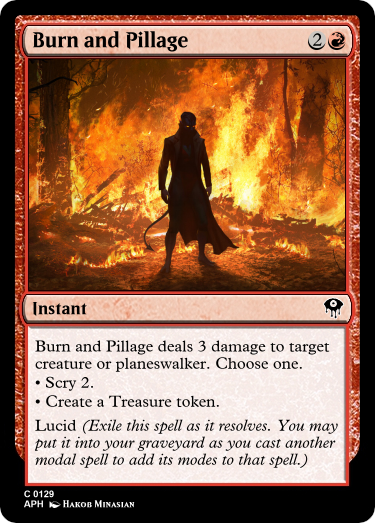 Burn and Pillage 2
Instant
Burn and Pillage deals 3 damage to target
creature or planeswalker. Choose one.
• Scry 2.
• Create a Treasure token.
Lucid (Exile this spell as it resolves. You may
put it into your graveyard as you cast another
modal spell to add its modes to that spell.)
C 0129
APH Hakob Minasian